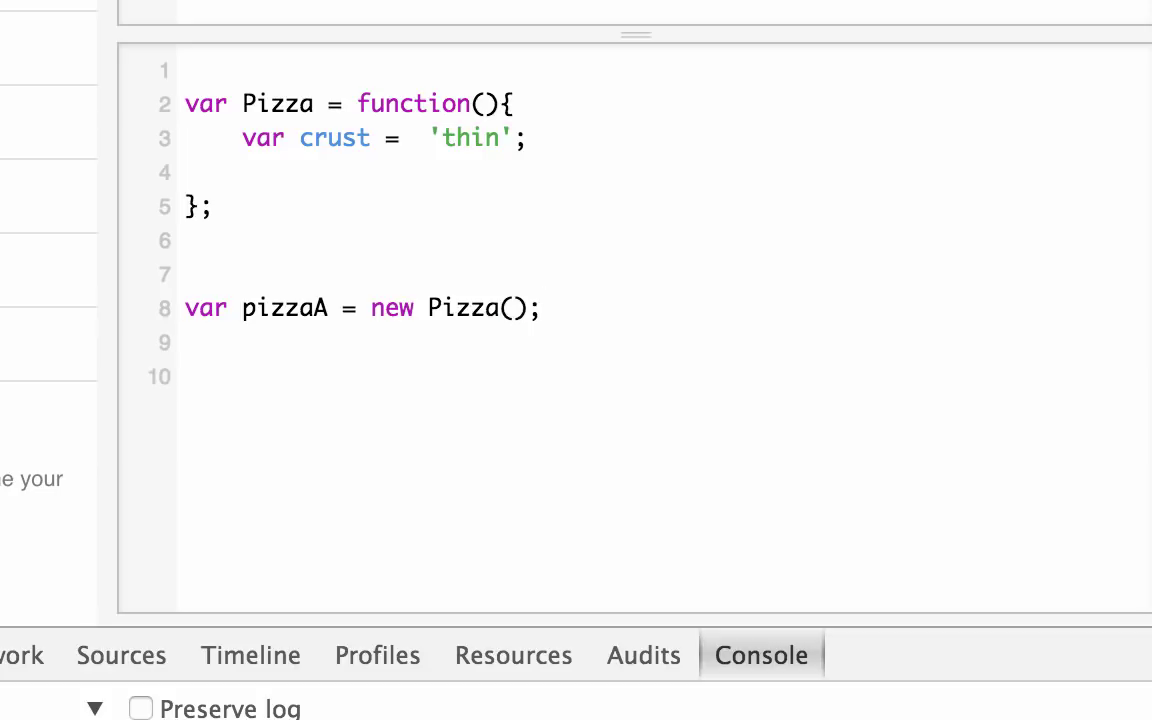 1
2 var Pizza = function(){
3 var crust =  'thin';
4
5 };
6
7
8 var pizzaA = new Pizza();
9
10
your
Sources Timeline Profiles Resources Audits Console
▼ Preserve log